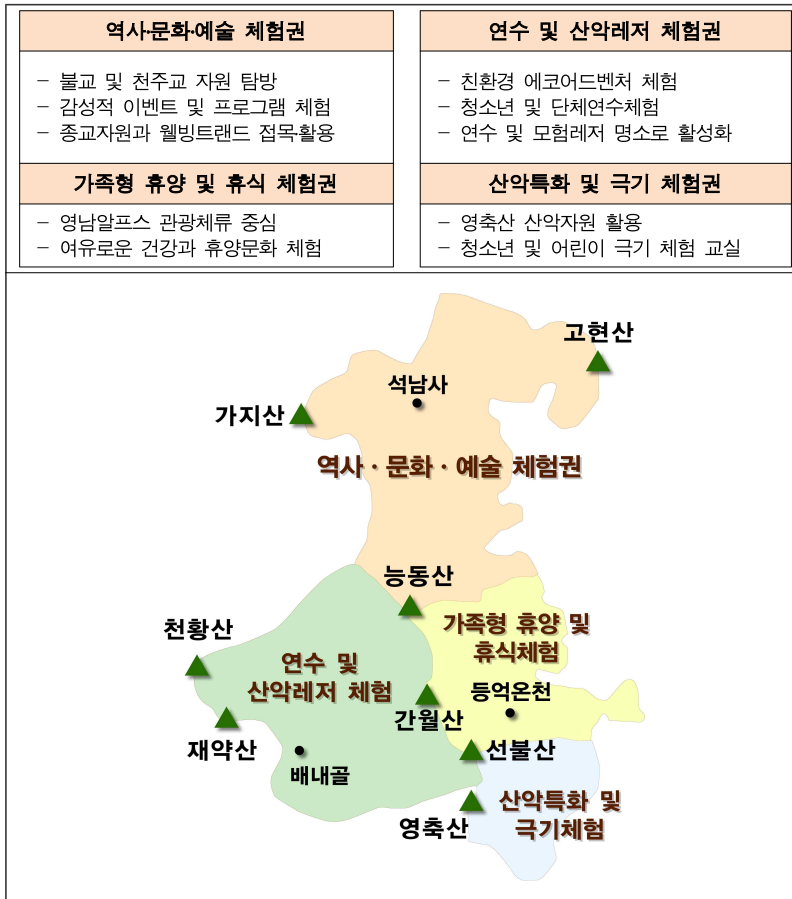 역사·문화·예술 체험권
- 불교 및 천주교 자원 탐방
- 감성적 이벤트 및 프로그램 체험
- 종교자원과 웰빙트랜드 접목·활용
연수 및 산악레저 체험권
- 친환경 에코어드벤처 체험
- 청소년 및 단체연수체험
- 연수 및 모험레저 명소로 활성화
가족형 휴양 및 휴식 체험권
- 영남알프스 관광체류 중심
- 여유로운 건강과 휴양문화 체험
산악특화 및 극기 체험권
- 영축산 산악자원 활용
- 청소년 및 어린이 극기 체험 교실
고현산
석남사
가지산
역사·문화·예술 체험권
능동산
천황산
가족형 휴양 및
휴식체험
연수 및
산악레저 체험
등억온천
간월산
재약산
선불산
배내골
영축산
산악특화 및
극기체험